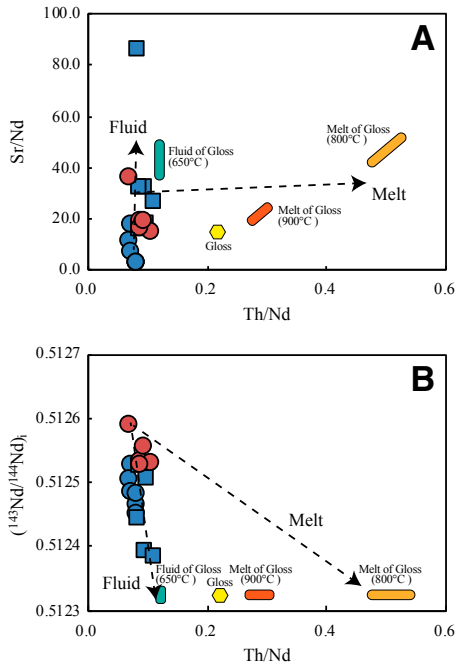 A
100.0
80.0
60.0
40.0
20.0
0.0
Sr/Nd
Fluid
Fluid of Gloss
(650°C )
Melt of Gloss
(800°C )
Melt
Melt of Gloss
(900°C )
Gloss
0.0
0.2
0.4
0.6
Th/Nd
B
0.5127
0.5126
0.5125
0.5124
0.5123
(¹⁴³Nd/¹⁴⁴Nd)ᵢ
Melt
Fluid
Fluid of Gloss
(650°C )
Gloss
Melt of Gloss
(900°C )
Melt of Gloss
(800°C )
0.0
0.2
0.4
0.6
Th/Nd